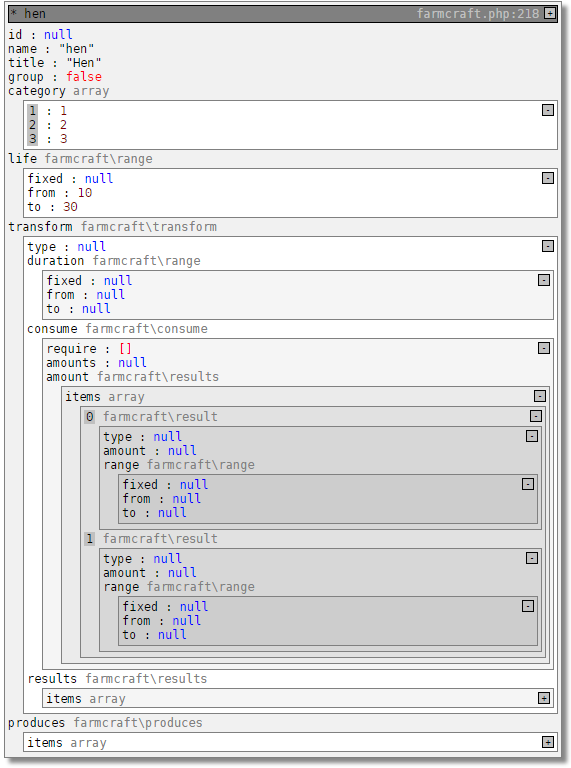 * hen farmcraft.php:218 +
id : null
name : "hen"
title : "Hen"
group : false
category array
-
1 : 1
2 : 2
3 : 3
life farmcraft\range
fixed : null -
from : 10
to : 30
transform farmcraft\transform
type : null -
duration farmcraft\range
fixed : null -
from : null
to : null
consume farmcraft\consume
require : [] -
amounts : null
amount farmcraft\results
items array -
0 farmcraft\result -
type : null -
amount : null
range farmcraft\range
fixed : null -
from : null
to : null
1 farmcraft\result
type : null -
amount : null
range farmcraft\range
fixed : null -
from : null
to : null
results farmcraft\results
items array +
produces farmcraft\produces
items array +